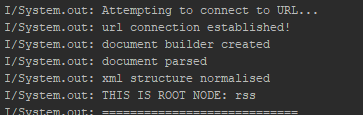 I/System.out: Attempting to connect to URL...
I/System.out: url connection established!
I/System.out: document builder created
I/System.out: document parsed
I/System.out: xml structure normalised
I/System.out: THIS IS ROOT NODE: rss
I/System.out: ============================